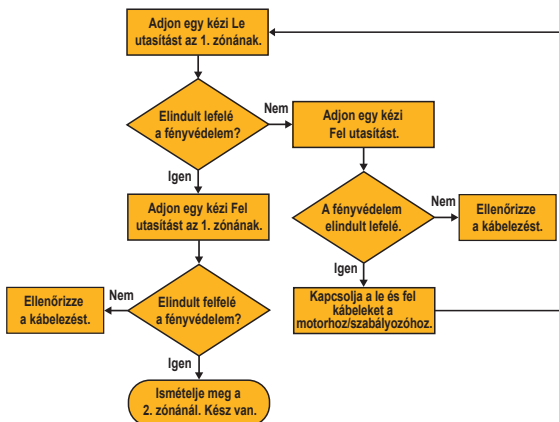 Adjon egy kézi Le
utasítást az 1. zónának.
Elindult lefelé
a fényvédelem?
Nem
Adjon egy kézi
Fel utasítást.
Igen
Adjon egy kézi Fel
utasítást az 1. zónának.
A fényvédelem
elindult lefelé.
Nem
Ellenőrizze
a kábelezést.
Igen
Kapcsolja a le és fel
kábeleket a
motorhoz/szabályozóhoz.
Elindult felfelé
a fényvédelem?
Nem
Ellenőrizze
a kábelezést.
Igen
Ismételje meg a
2. zónánál. Kész van.